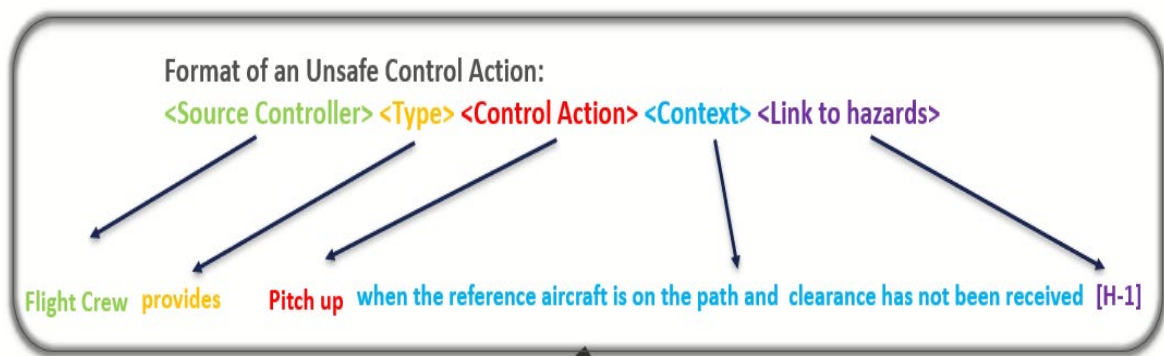 Format of an Unsafe Control Action:
<Source Controller> <Type> <Control Action> <Context> <Link to hazards>
Flight Crew provides Pitch up when the reference aircraft is on the path and clearance has not been received [H-1]